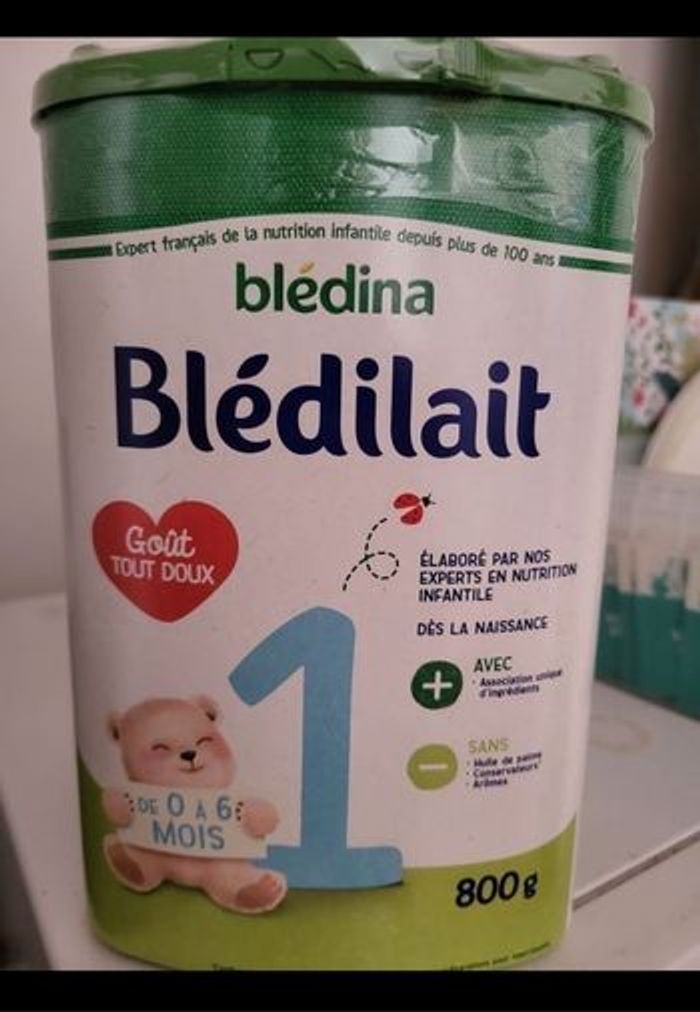 Expert français de la nutrition infantile depuis plus de 100 ans
blédina
Blédilait
Goût
TOUT DOUX
ÉLABORÉ PAR NOS
EXPERTS EN NUTRITION
INFANTILE
DÈS LA NAISSANCE
1
AVEC
· Association unique
d'ingrédients
SANS
· Huile de palme
· Conservateurs
· Arômes
DE 0 À 6
MOIS
800g